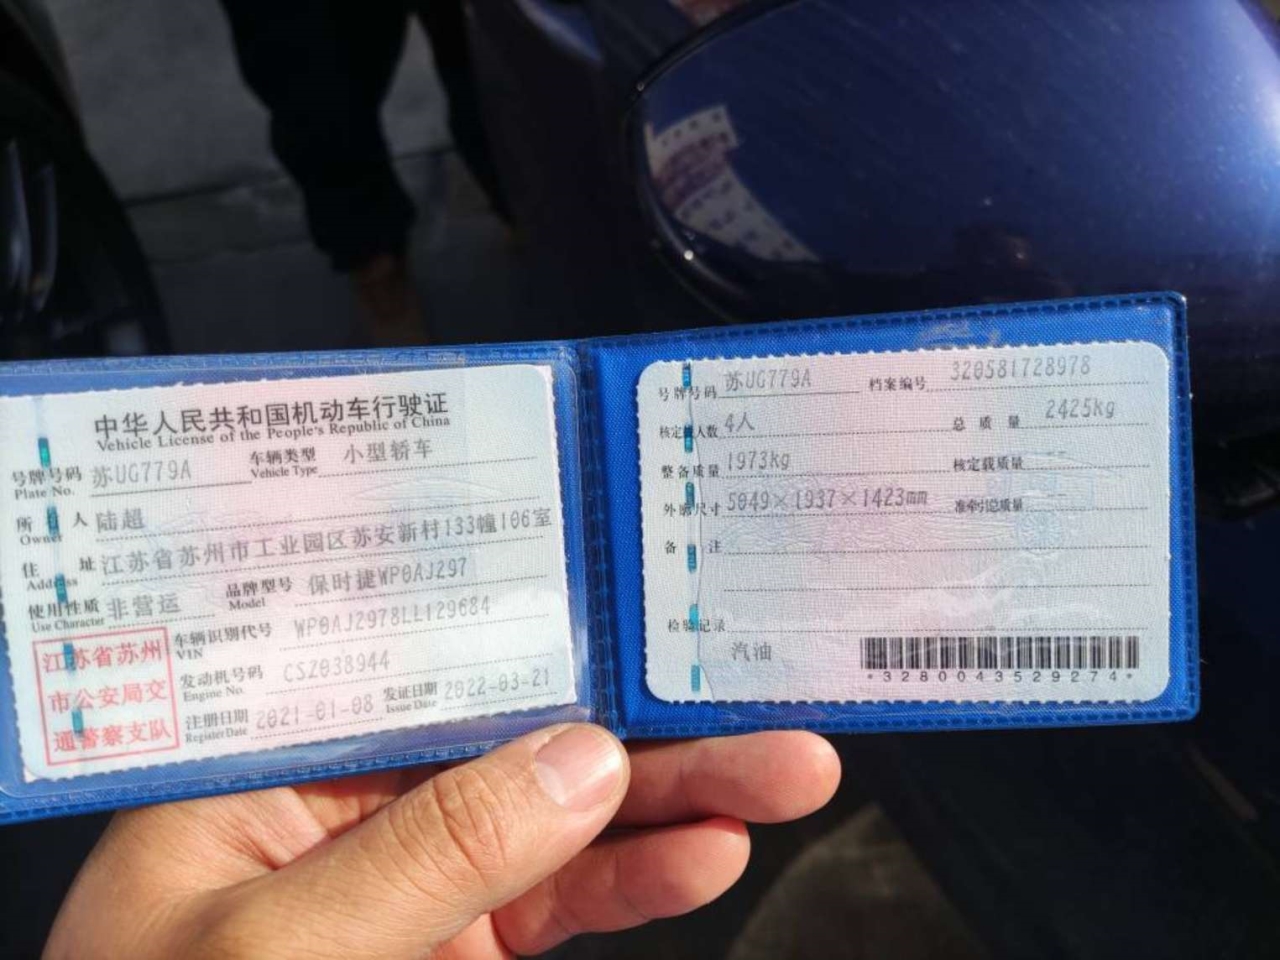 中华人民共和国机动车行驶证
Vehicle License of the People's Republic of China
号牌号码 苏UG779A 车辆类型 小型轿车
Plate No. Vehicle Type
所有人 陆超
Owner
住址 江苏省苏州市工业园区苏安新村133幢106室
Address
使用性质 非营运 品牌型号 保时捷WP0AJ297
Use Character Model
江苏省苏州
市公安局交
通警察支队
车辆识别代号 WP0AJ2978LL129684
VIN
发动机号码 CSZ038944
Engine No.
注册日期 2021-01-08 发证日期 2022-03-21
Register Date Issue Date
号牌号码 苏UG779A 档案编号 320581728978
核定载人数 4人 总质量 2425kg
整备质量 1973kg 核定载质量 --
外廓尺寸 5049×1937×1423mm 准牵引总质量 --
备注
检验记录
汽油
*3280043529274*